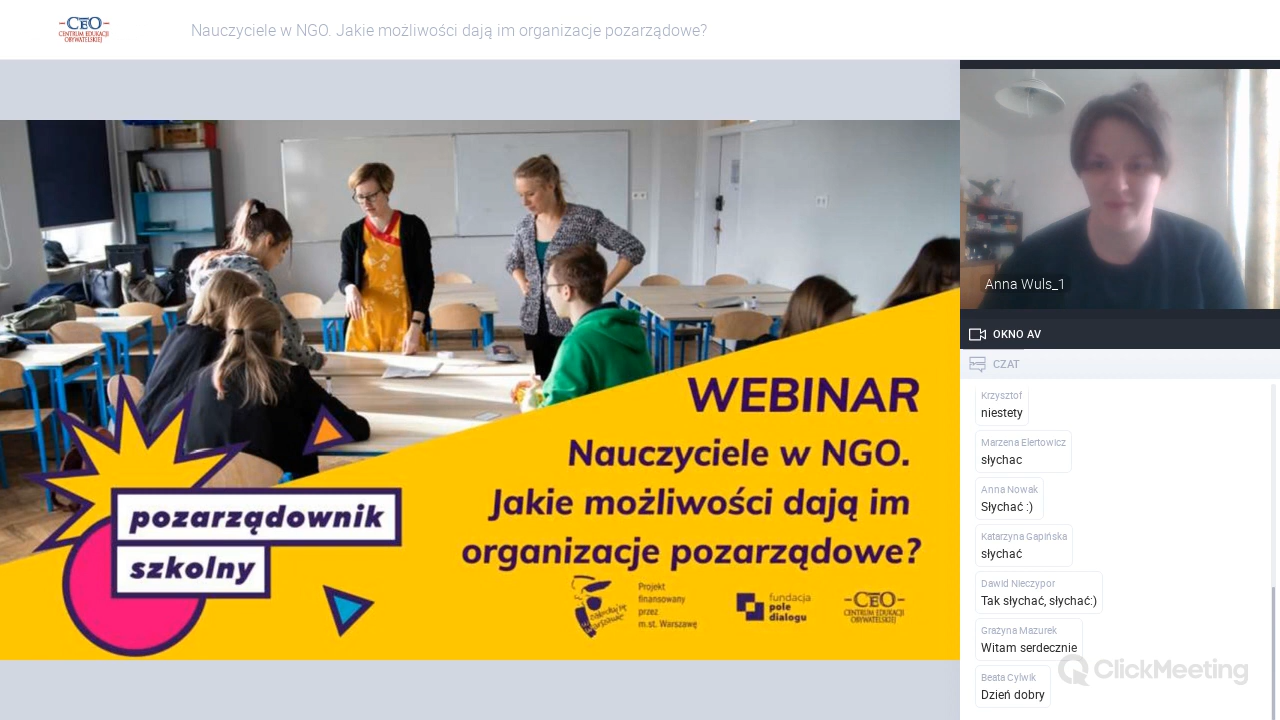 CEO
CENTRUM EDUKACJI
OBYWATELSKIEJ
Nauczyciele w NGO. Jakie możliwości dają im organizacje pozarządowe?
WEBINAR
Nauczyciele w NGO.
Jakie możliwości dają im
organizacje pozarządowe?
pozarządownik
szkolny
Projekt
finansowany
przez
m.st. Warszawę
fundacja
pole
dialogu
CEO
CENTRUM EDUKACJI
OBYWATELSKIEJ
Anna Wuls_1
OKNO AV
CZAT
Krzysztof
niestety
Marzena Elertowicz
słychac
Anna Nowak
Słychać :)
Katarzyna Gapińska
słychać
Dawid Nieczypor
Tak słychać, słychać:)
Grażyna Mazurek
Witam serdecznie
Beata Cylwik
Dzień dobry
ClickMeeting